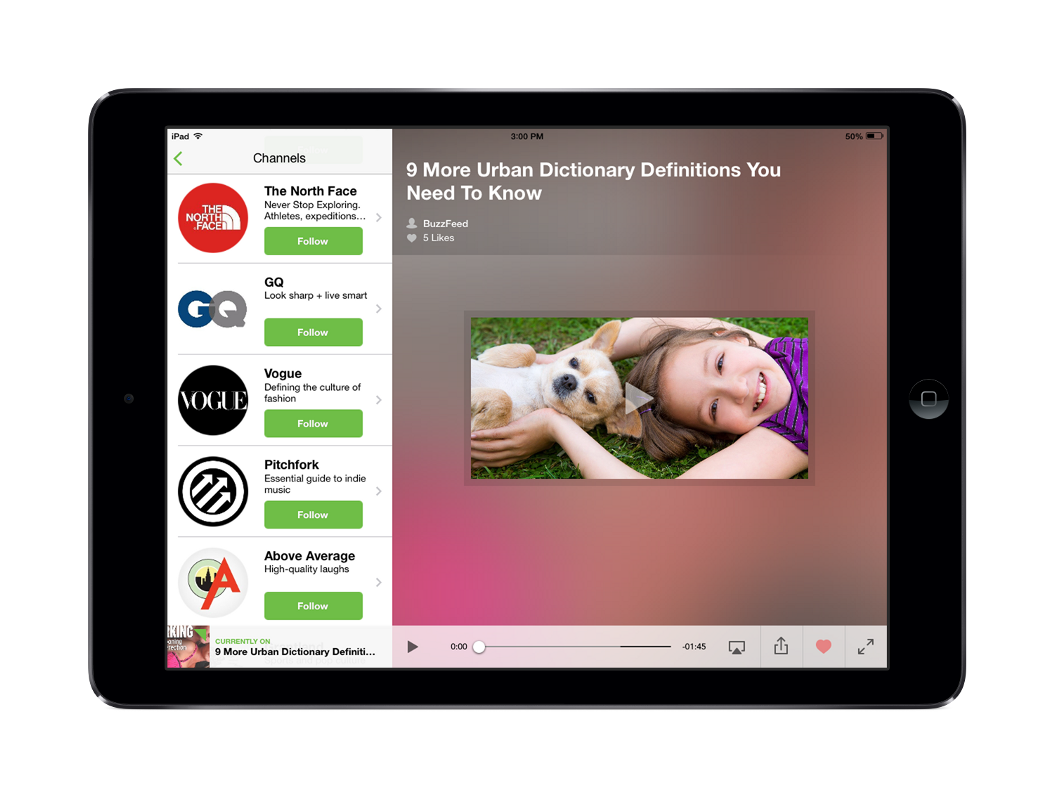 iPad
3:00 PM
50%
Channels
THE
NORTH
FACE
The North Face
Never Stop Exploring.
Athletes, expeditions...
Follow
GQ
GQ
Look sharp + live smart
Follow
VOGUE
Vogue
Defining the culture of
fashion
Follow
Pitchfork
Essential guide to indie
music
Follow
A
Above Average
High-quality laughs
Follow
CURRENTLY ON
9 More Urban Dictionary Definiti...
9 More Urban Dictionary Definitions You
Need To Know
BuzzFeed
5 Likes
0:00
-01:45